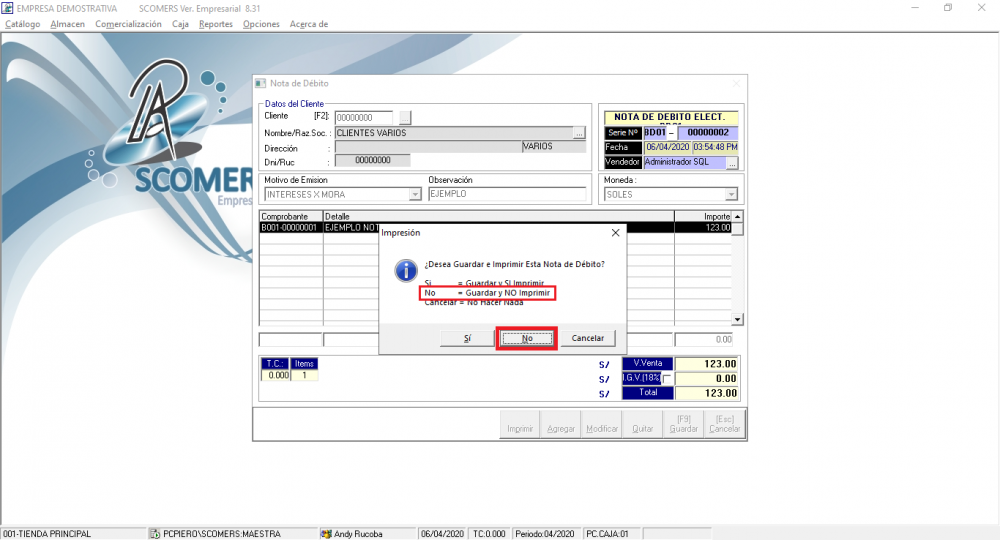 EMPRESA DEMOSTRATIVA SCOMERS Ver. Empresarial 8.31
Catálogo Almacen Comercialización Caja Reportes Opciones Acerca de
SCOMER
Empres
Nota de Débito
Datos del Cliente
Cliente [F2]: 00000000 ...
Nombre/Raz.Soc. : CLIENTES VARIOS ...
Dirección : VARIOS
Dni/Ruc : 00000000
NOTA DE DEBITO ELECT.
Serie Nº BD01 - 00000002
Fecha 06/04/2020 03:54:48 PM
Vendedor Administrador SQL ...
Motivo de Emision Observación Moneda :
INTERESES X MORA EJEMPLO SOLES
Comprobante Detalle Importe
B001-00000001 EJEMPLO NOT 123.00
Impresión
¿Desea Guardar e Imprimir Esta Nota de Débito?
Sí = Guardar y SI Imprimir
No = Guardar y NO Imprimir
Cancelar = No Hacer Nada
Sí No Cancelar
0.00
T.C.: Items S/ V.Venta 123.00
0.000 1 S/ I.G.V.(18% 0.00
S/ Total 123.00
Imprimir Agregar Modificar Quitar [F9] Guardar [Esc] Cancelar
001-TIENDA PRINCIPAL PCPIERO\SCOMERS:MAESTRA Andy Rucoba 06/04/2020 TC:0.000 Periodo:04/2020 PC.CAJA:01